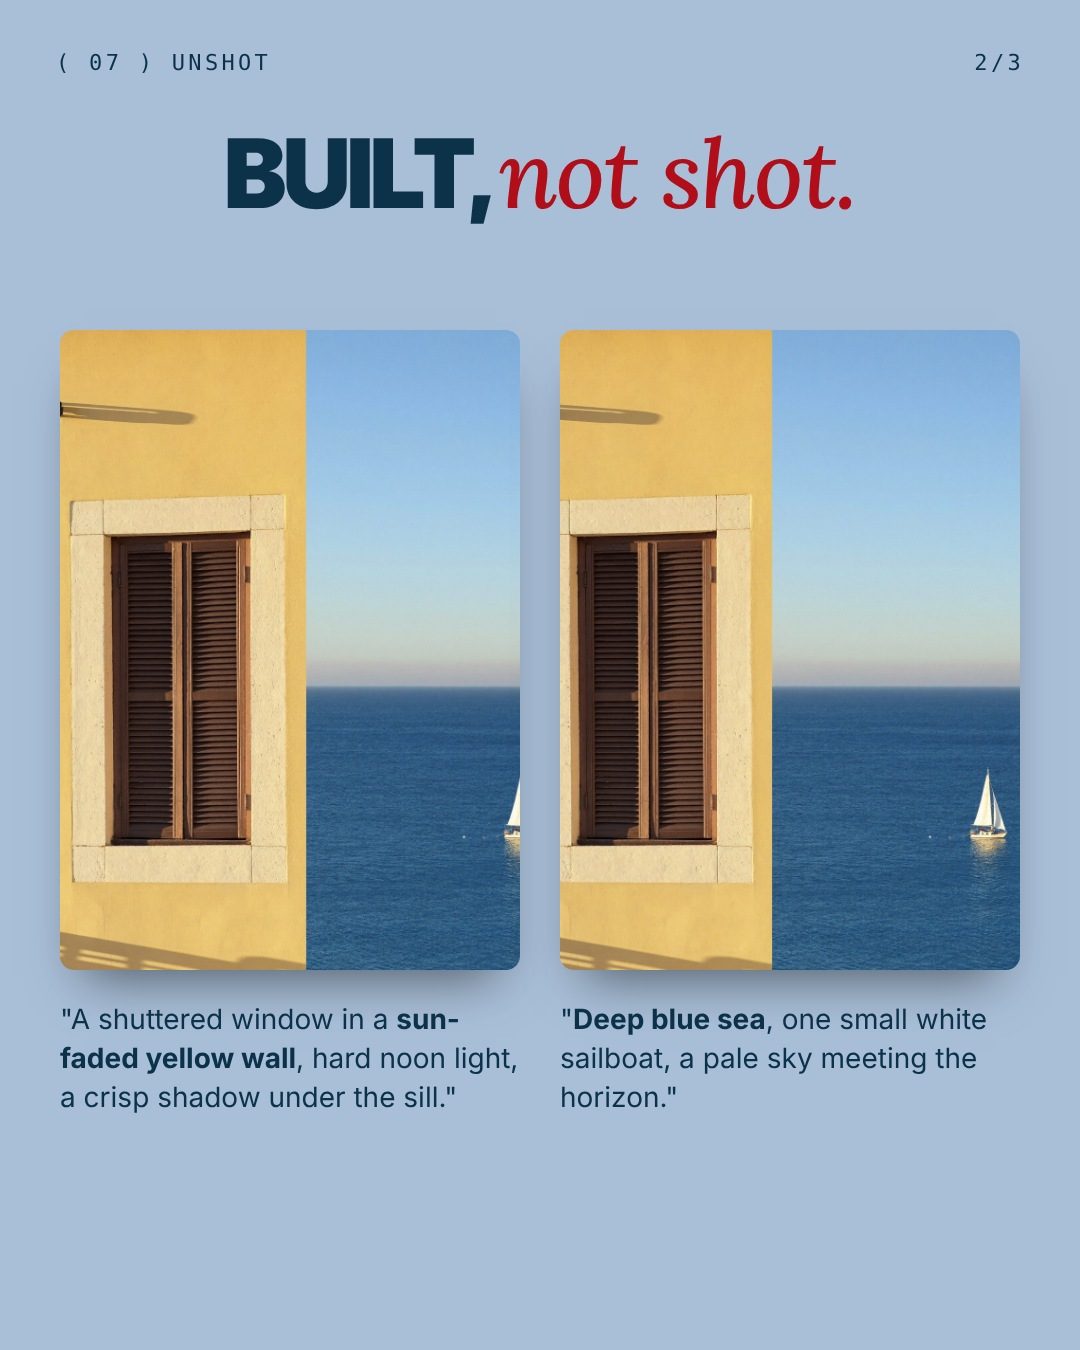 ( 07 ) UNSHOT
2/3
BUILT, not shot.
"A shuttered window in a sun-
faded yellow wall, hard noon light,
a crisp shadow under the sill."
"Deep blue sea, one small white
sailboat, a pale sky meeting the
horizon."